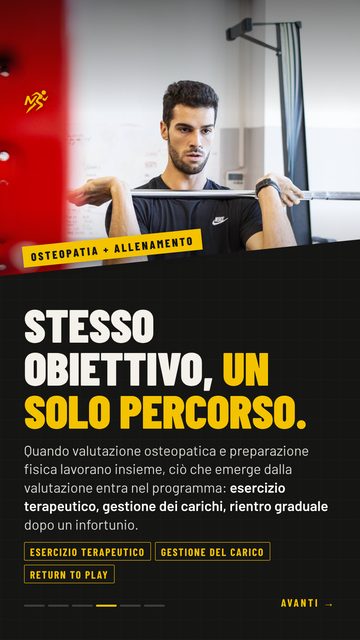 OSTEOPATIA + ALLENAMENTO
STESSO
OBIETTIVO, UN
SOLO PERCORSO.
Quando valutazione osteopatica e preparazione
fisica lavorano insieme, ciò che emerge dalla
valutazione entra nel programma: esercizio
terapeutico, gestione dei carichi, rientro graduale
dopo un infortunio.
ESERCIZIO TERAPEUTICO
GESTIONE DEL CARICO
RETURN TO PLAY
AVANTI →